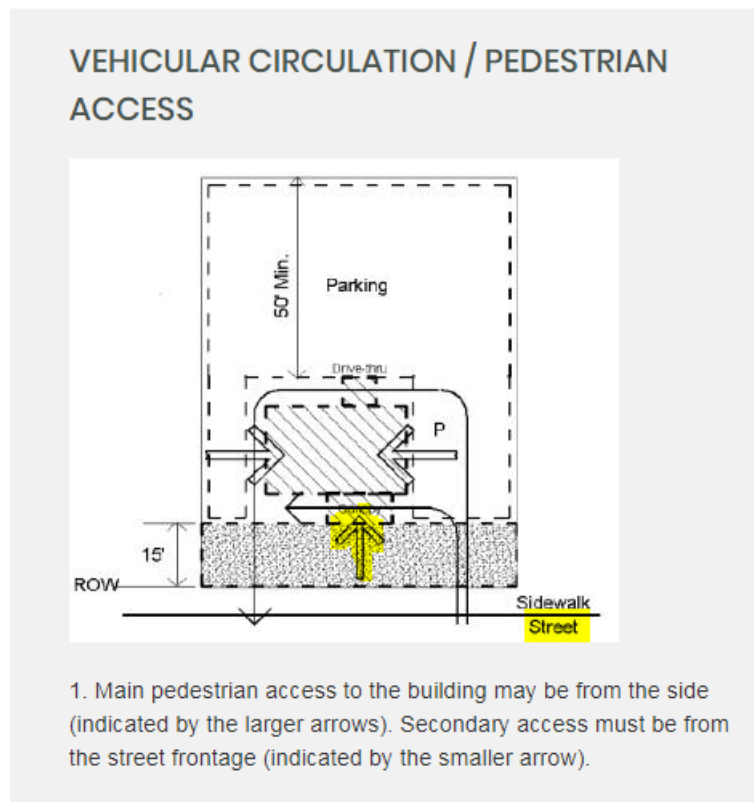 VEHICULAR CIRCULATION / PEDESTRIAN
ACCESS
50' Min.
Parking
Drive-thru
P
15'
ROW
Sidewalk
Street
1. Main pedestrian access to the building may be from the side
(indicated by the larger arrows). Secondary access must be from
the street frontage (indicated by the smaller arrow).